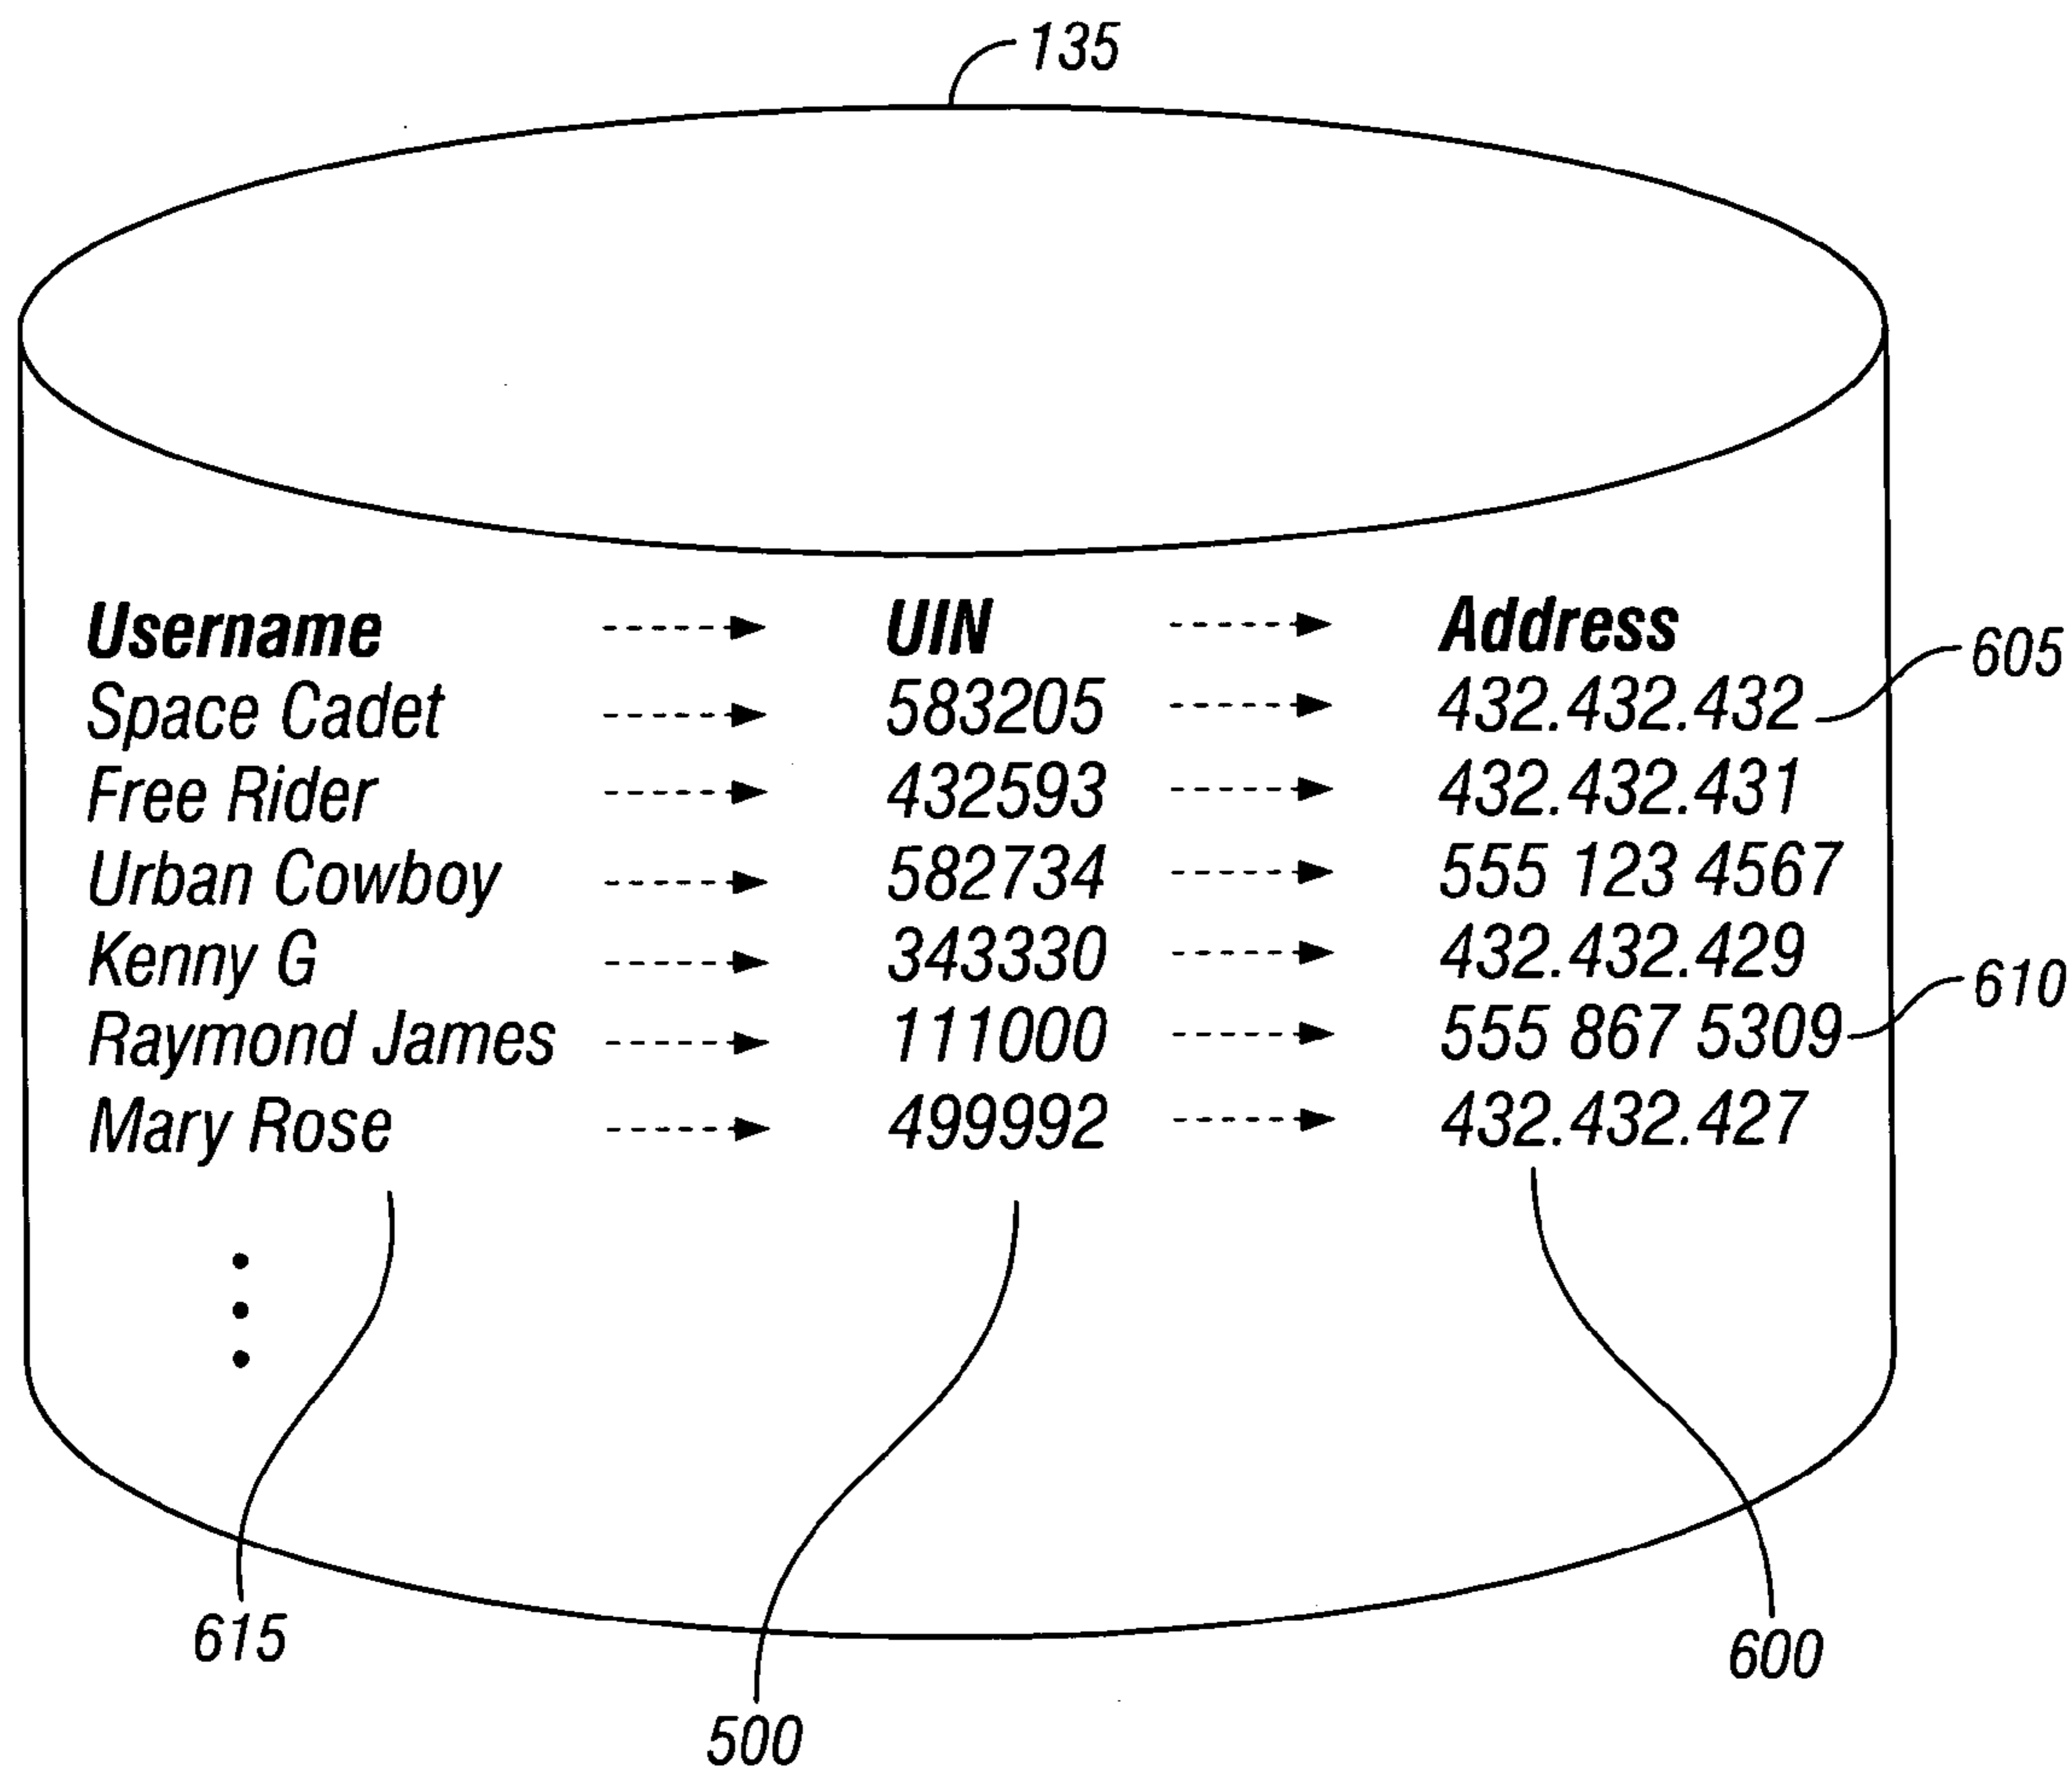 135
Username UIN Address
605
Space Cadet 583205 432.432.432
Free Rider 432593 432.432.431
Urban Cowboy 582734 555 123 4567
Kenny G 343330 432.432.429
610
Raymond James 111000 555 867 5309
Mary Rose 499992 432.432.427
615
600
500